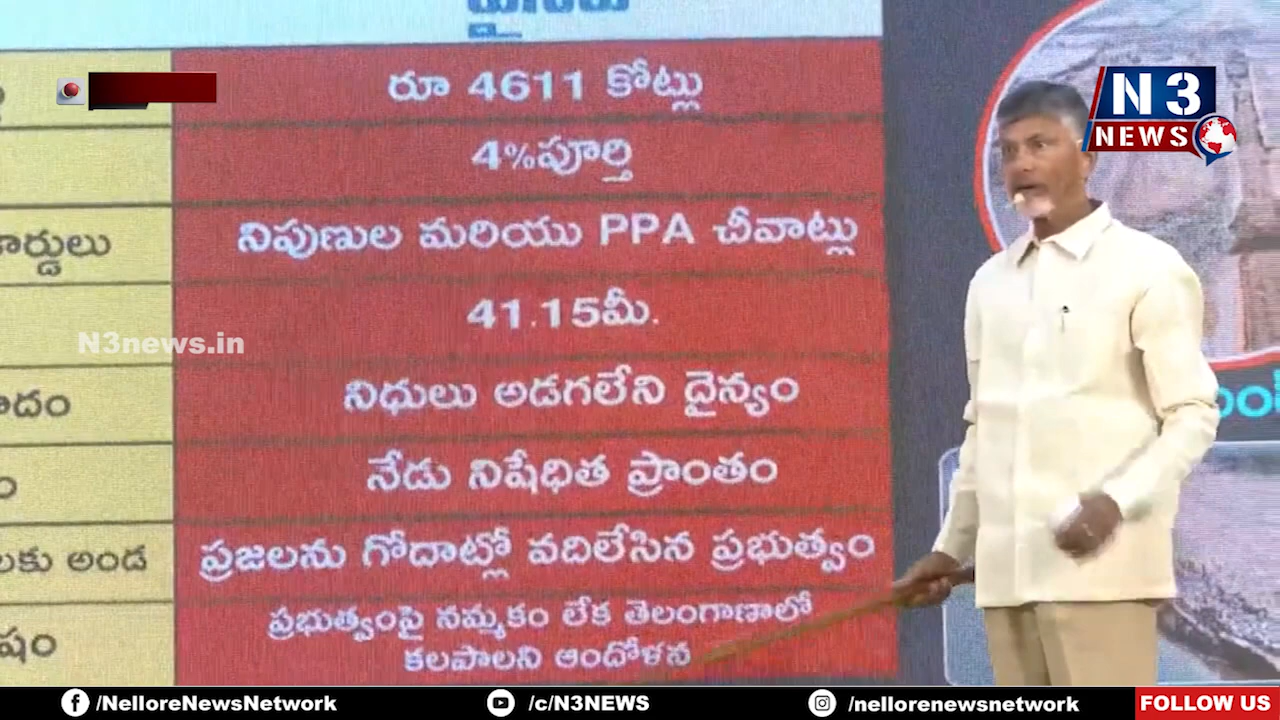 రూ 4611 కోట్లు
4%పూర్తి
నిపుణుల మరియు PPA చీవాట్లు
41.15మీ.
నిధులు అడగలేని దైన్యం
నేడు నిషేధిత ప్రాంతం
ప్రజలను గోదాట్లో వదిలేసిన ప్రభుత్వం
ప్రభుత్వంపై నమ్మకం లేక తెలంగాణాలో
కలపాలని ఆందోళన
అండ
N3
NEWS
N3news.in
/NelloreNewsNetwork
/c/N3NEWS
/nellorenewsnetwork
FOLLOW US